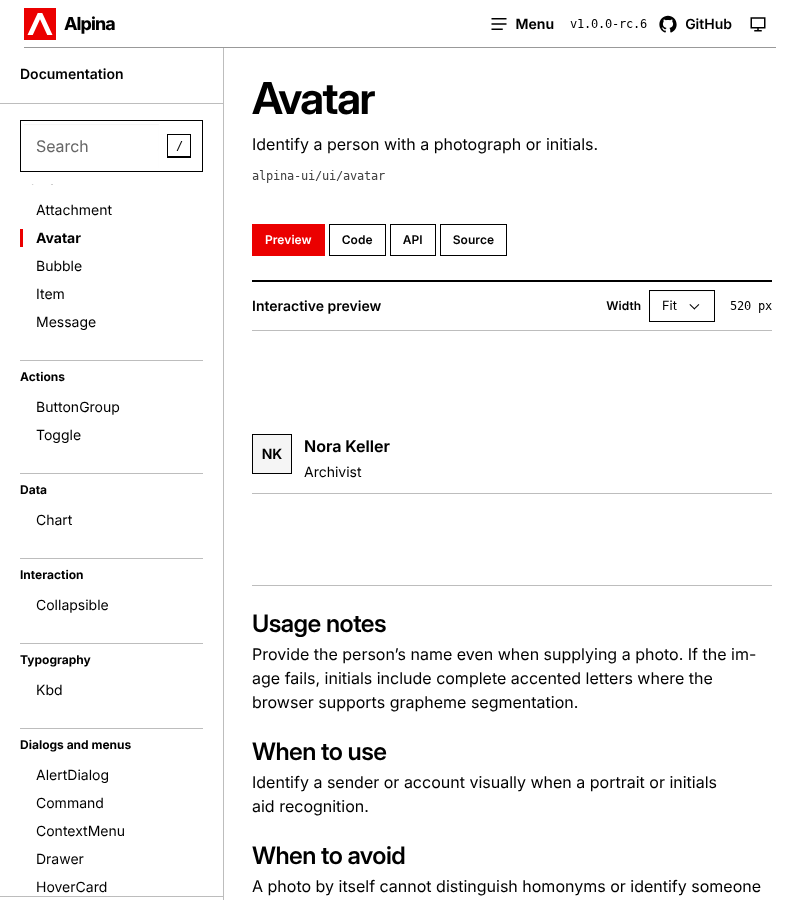 Alpina
Menu
v1.0.0-rc.6
GitHub
Documentation
Search
/
Attachment
Avatar
Bubble
Item
Message
Actions
ButtonGroup
Toggle
Data
Chart
Interaction
Collapsible
Typography
Kbd
Dialogs and menus
AlertDialog
Command
ContextMenu
Drawer
HoverCard
Avatar
Identify a person with a photograph or initials.
alpina-ui/ui/avatar
Preview
Code
API
Source
Interactive preview
Width
Fit
520 px
NK
Nora Keller
Archivist
Usage notes
Provide the person’s name even when supplying a photo. If the im-
age fails, initials include complete accented letters where the
browser supports grapheme segmentation.
When to use
Identify a sender or account visually when a portrait or initials
aid recognition.
When to avoid
A photo by itself cannot distinguish homonyms or identify someone